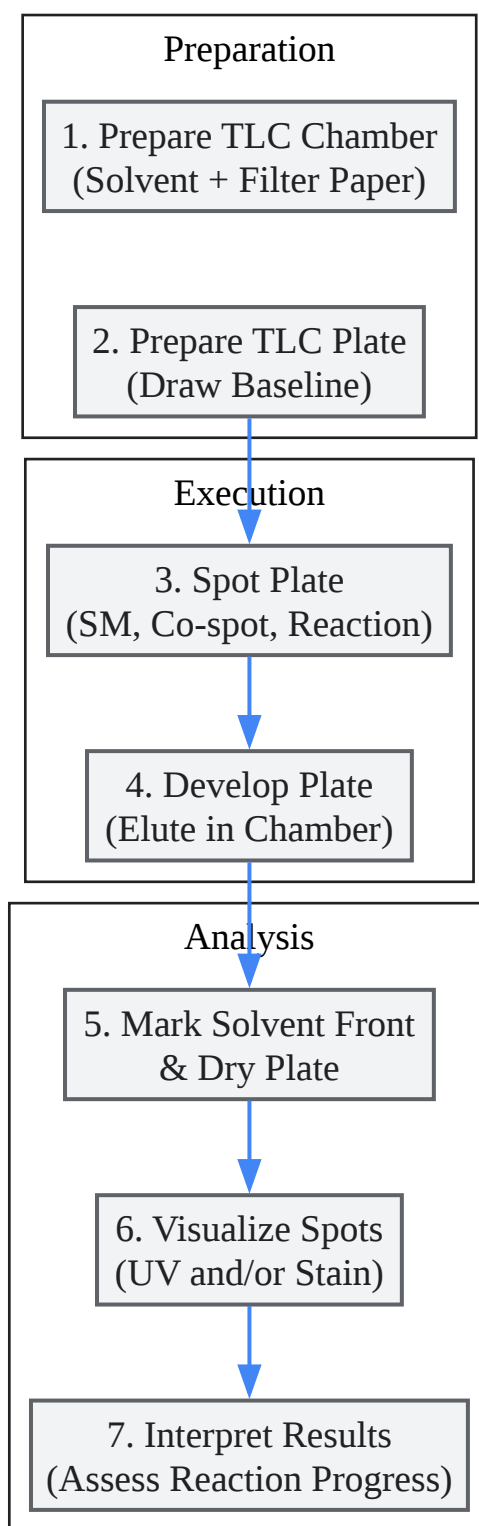 Preparation
1. Prepare TLC Chamber
(Solvent + Filter Paper)
2. Prepare TLC Plate
(Draw Baseline)
Execution
3. Spot Plate
(SM, Co-spot, Reaction)
4. Develop Plate
(Elute in Chamber)
Analysis
5. Mark Solvent Front
& Dry Plate
6. Visualize Spots
(UV and/or Stain)
7. Interpret Results
(Assess Reaction Progress)